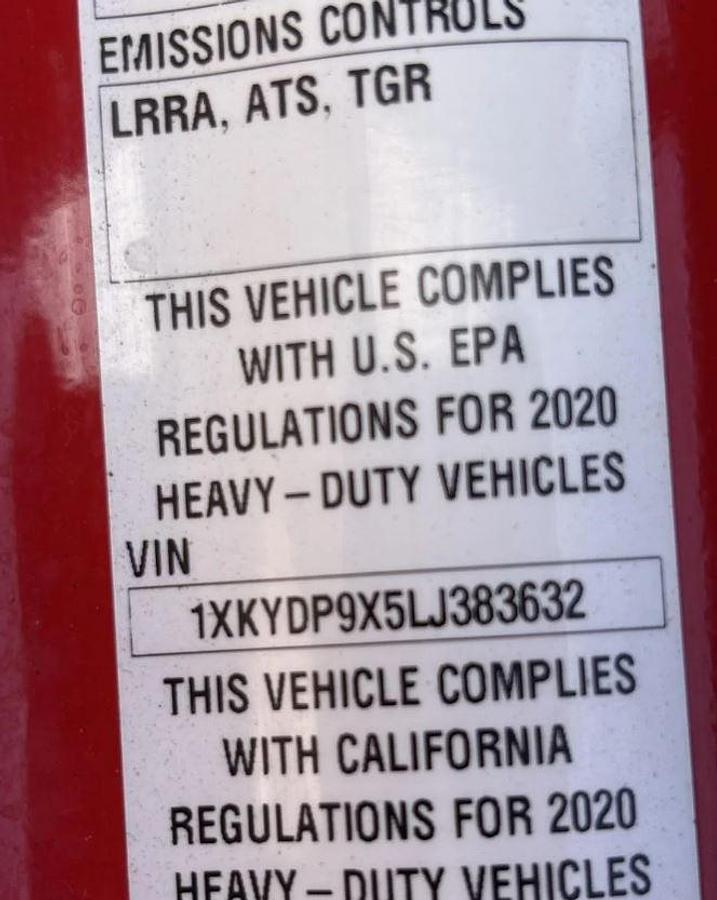 EMISSIONS CONTROLS
LRRA, ATS, TGR
THIS VEHICLE COMPLIES
WITH U.S. EPA
REGULATIONS FOR 2020
HEAVY – DUTY VEHICLES
VIN
1XKYDP9X5LJ383632
THIS VEHICLE COMPLIES
WITH CALIFORNIA
REGULATIONS FOR 2020
HEAVY – DUTY VEHICLES